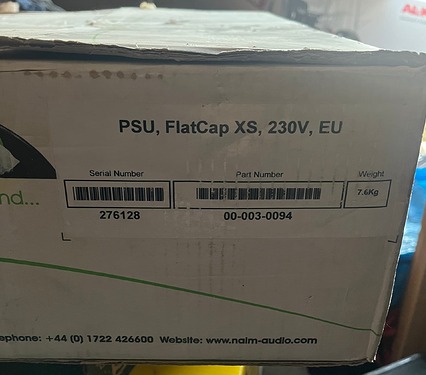 PSU, FlatCap XS, 230V, EU
Serial Number
Part Number
Weight
7.6Kg
276128
00-003-0094
nd...
ephone: +44 (0) 1722 426600 Website: www.naim-audio.com